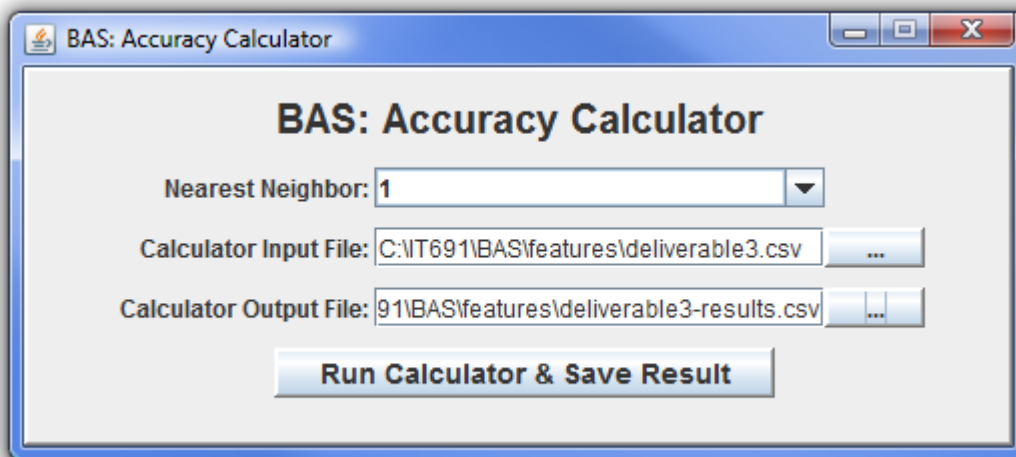 BAS: Accuracy Calculator
BAS: Accuracy Calculator
Nearest Neighbor: 1
Calculator Input File: C:\IT691\BAS\features\deliverable3.csv ...
Calculator Output File: 91\BAS\features\deliverable3-results.csv ...
Run Calculator & Save Result